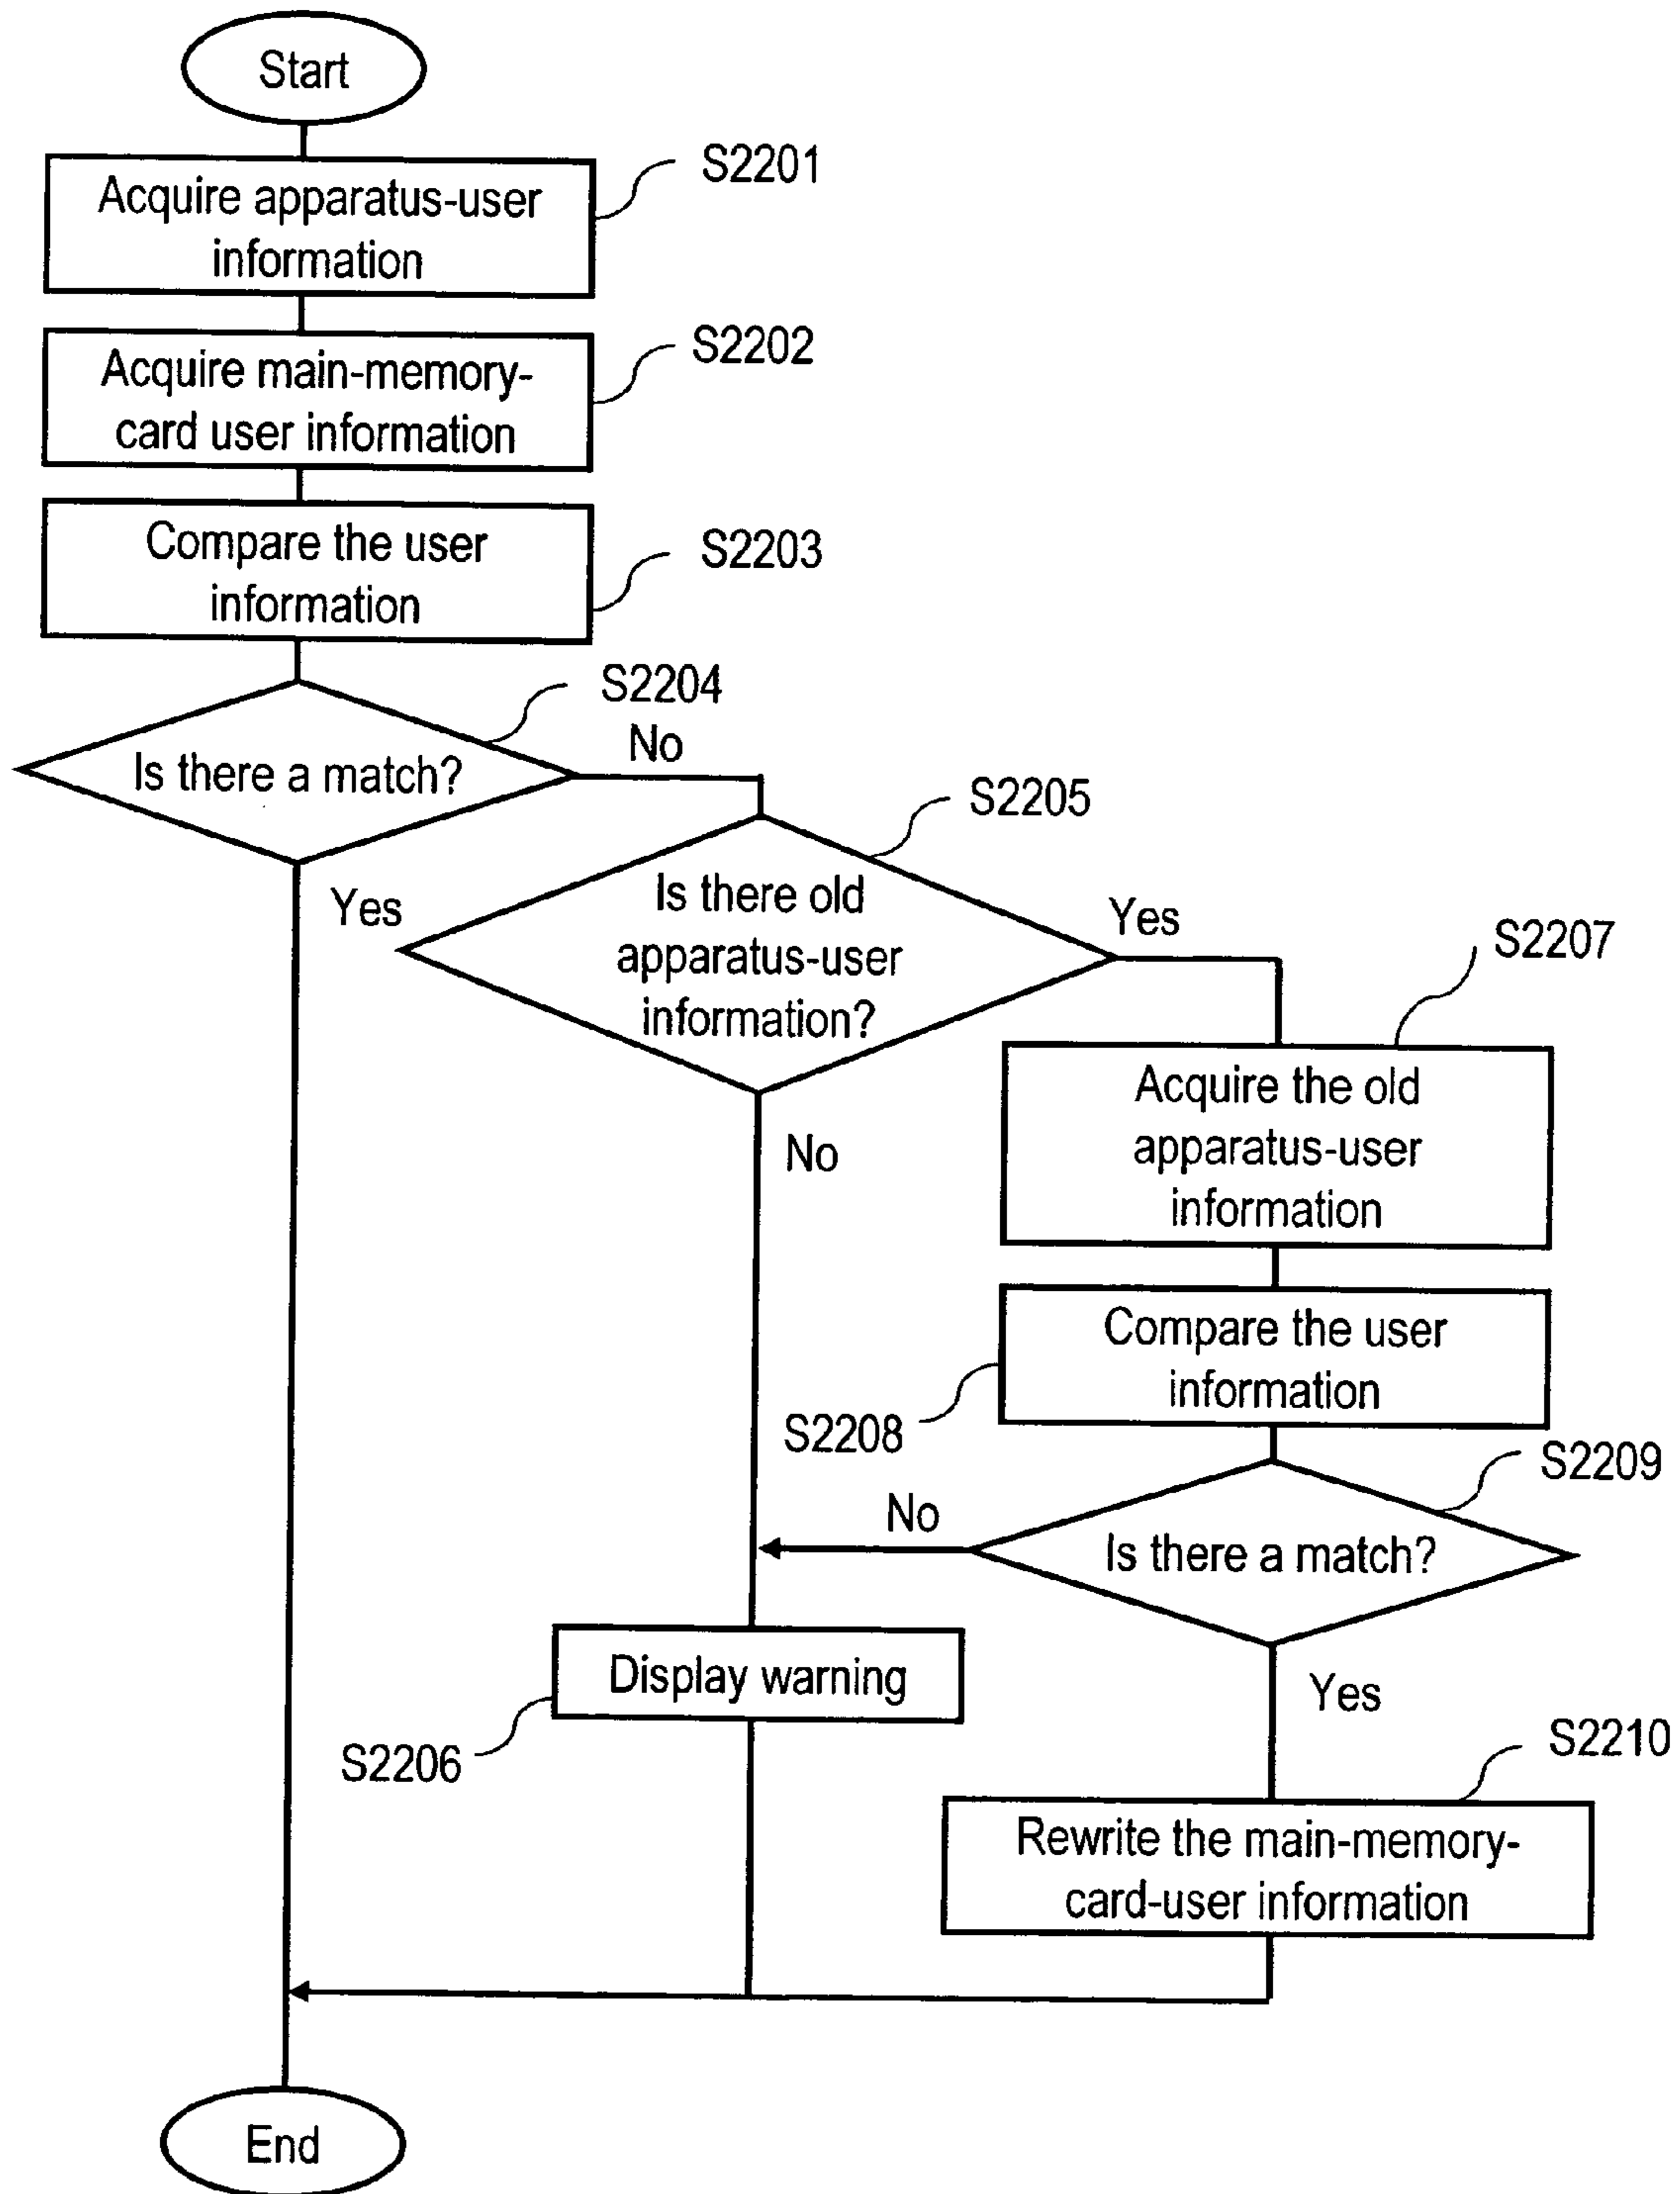 Start
S2201
Acquire apparatus-user
information
S2202
Acquire main-memory-
card user information
S2203
Compare the user
information
S2204
Is there a match?
No
Yes
S2205
Is there old
apparatus-user
information?
Yes
No
S2207
Acquire the old
apparatus-user
information
Compare the user
information
S2208
S2209
Is there a match?
No
Yes
Display warning
S2206
S2210
Rewrite the main-memory-
card-user information
End